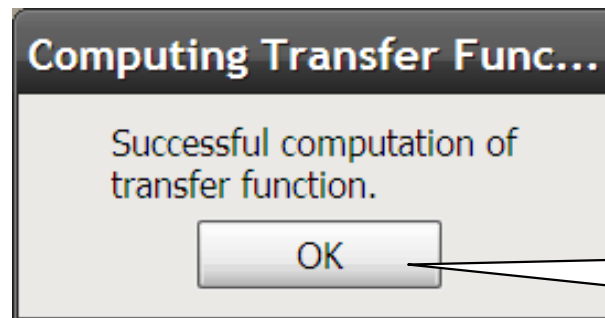 Computing Transfer Func...
Successful computation of
transfer function.
OK